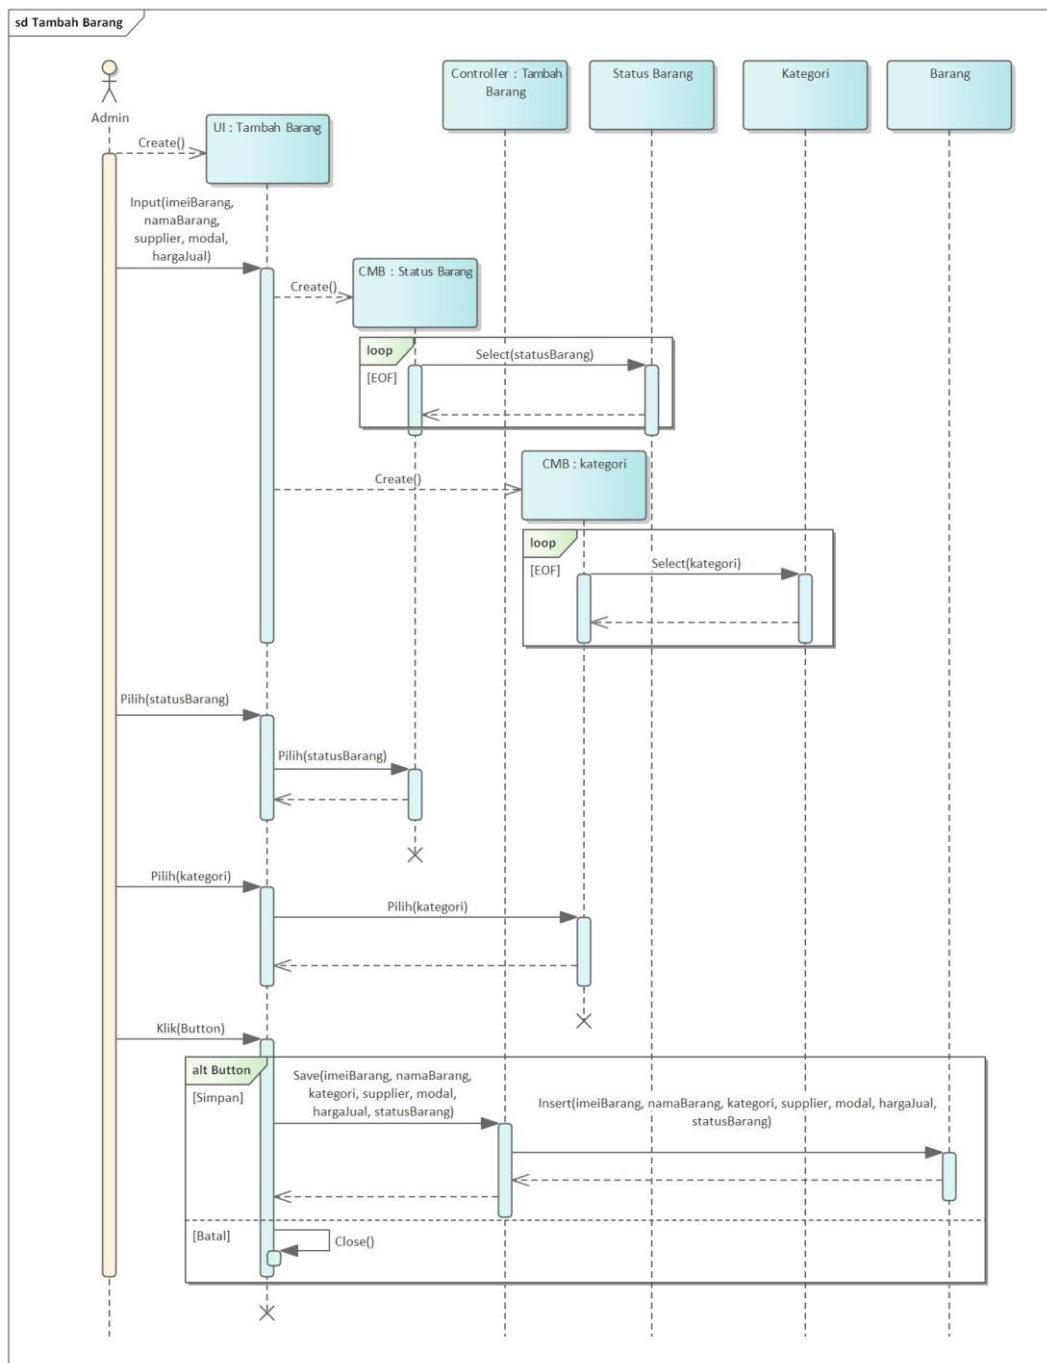 sd Tambah Barang
Admin
UI : Tambah Barang
Controller : Tambah
Barang
Status Barang
Kategori
Barang
Create()
Input(imeiBarang,
namaBarang,
supplier, modal,
hargaJual)
CMB : Status Barang
Create()
loop
[EOF]
Select(statusBarang)
CMB : kategori
Create()
loop
[EOF]
Select(kategori)
Pilih(statusBarang)
Pilih(statusBarang)
Pilih(kategori)
Pilih(kategori)
Klik(Button)
alt Button
[Simpan]
Save(imeiBarang, namaBarang,
kategori, supplier, modal,
hargaJual, statusBarang)
Insert(imeiBarang, namaBarang, kategori, supplier, modal, hargaJual,
statusBarang)
[Batal]
Close()